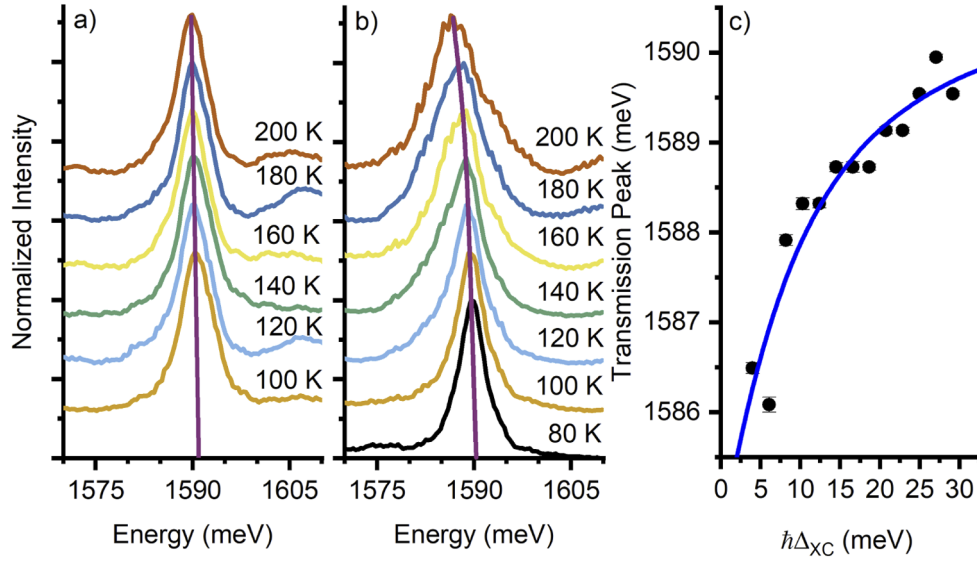 a)
Normalized Intensity
200 K
180 K
160 K
140 K
120 K
100 K
1575
1590
1605
Energy (meV)
b)
200 K
180 K
160 K
140 K
120 K
100 K
80 K
1575
1590
1605
Energy (meV)
c)
Transmission Peak (meV)
1590
1589
1588
1587
1586
0
5
10
15
20
25
30
ℏΔXC (meV)